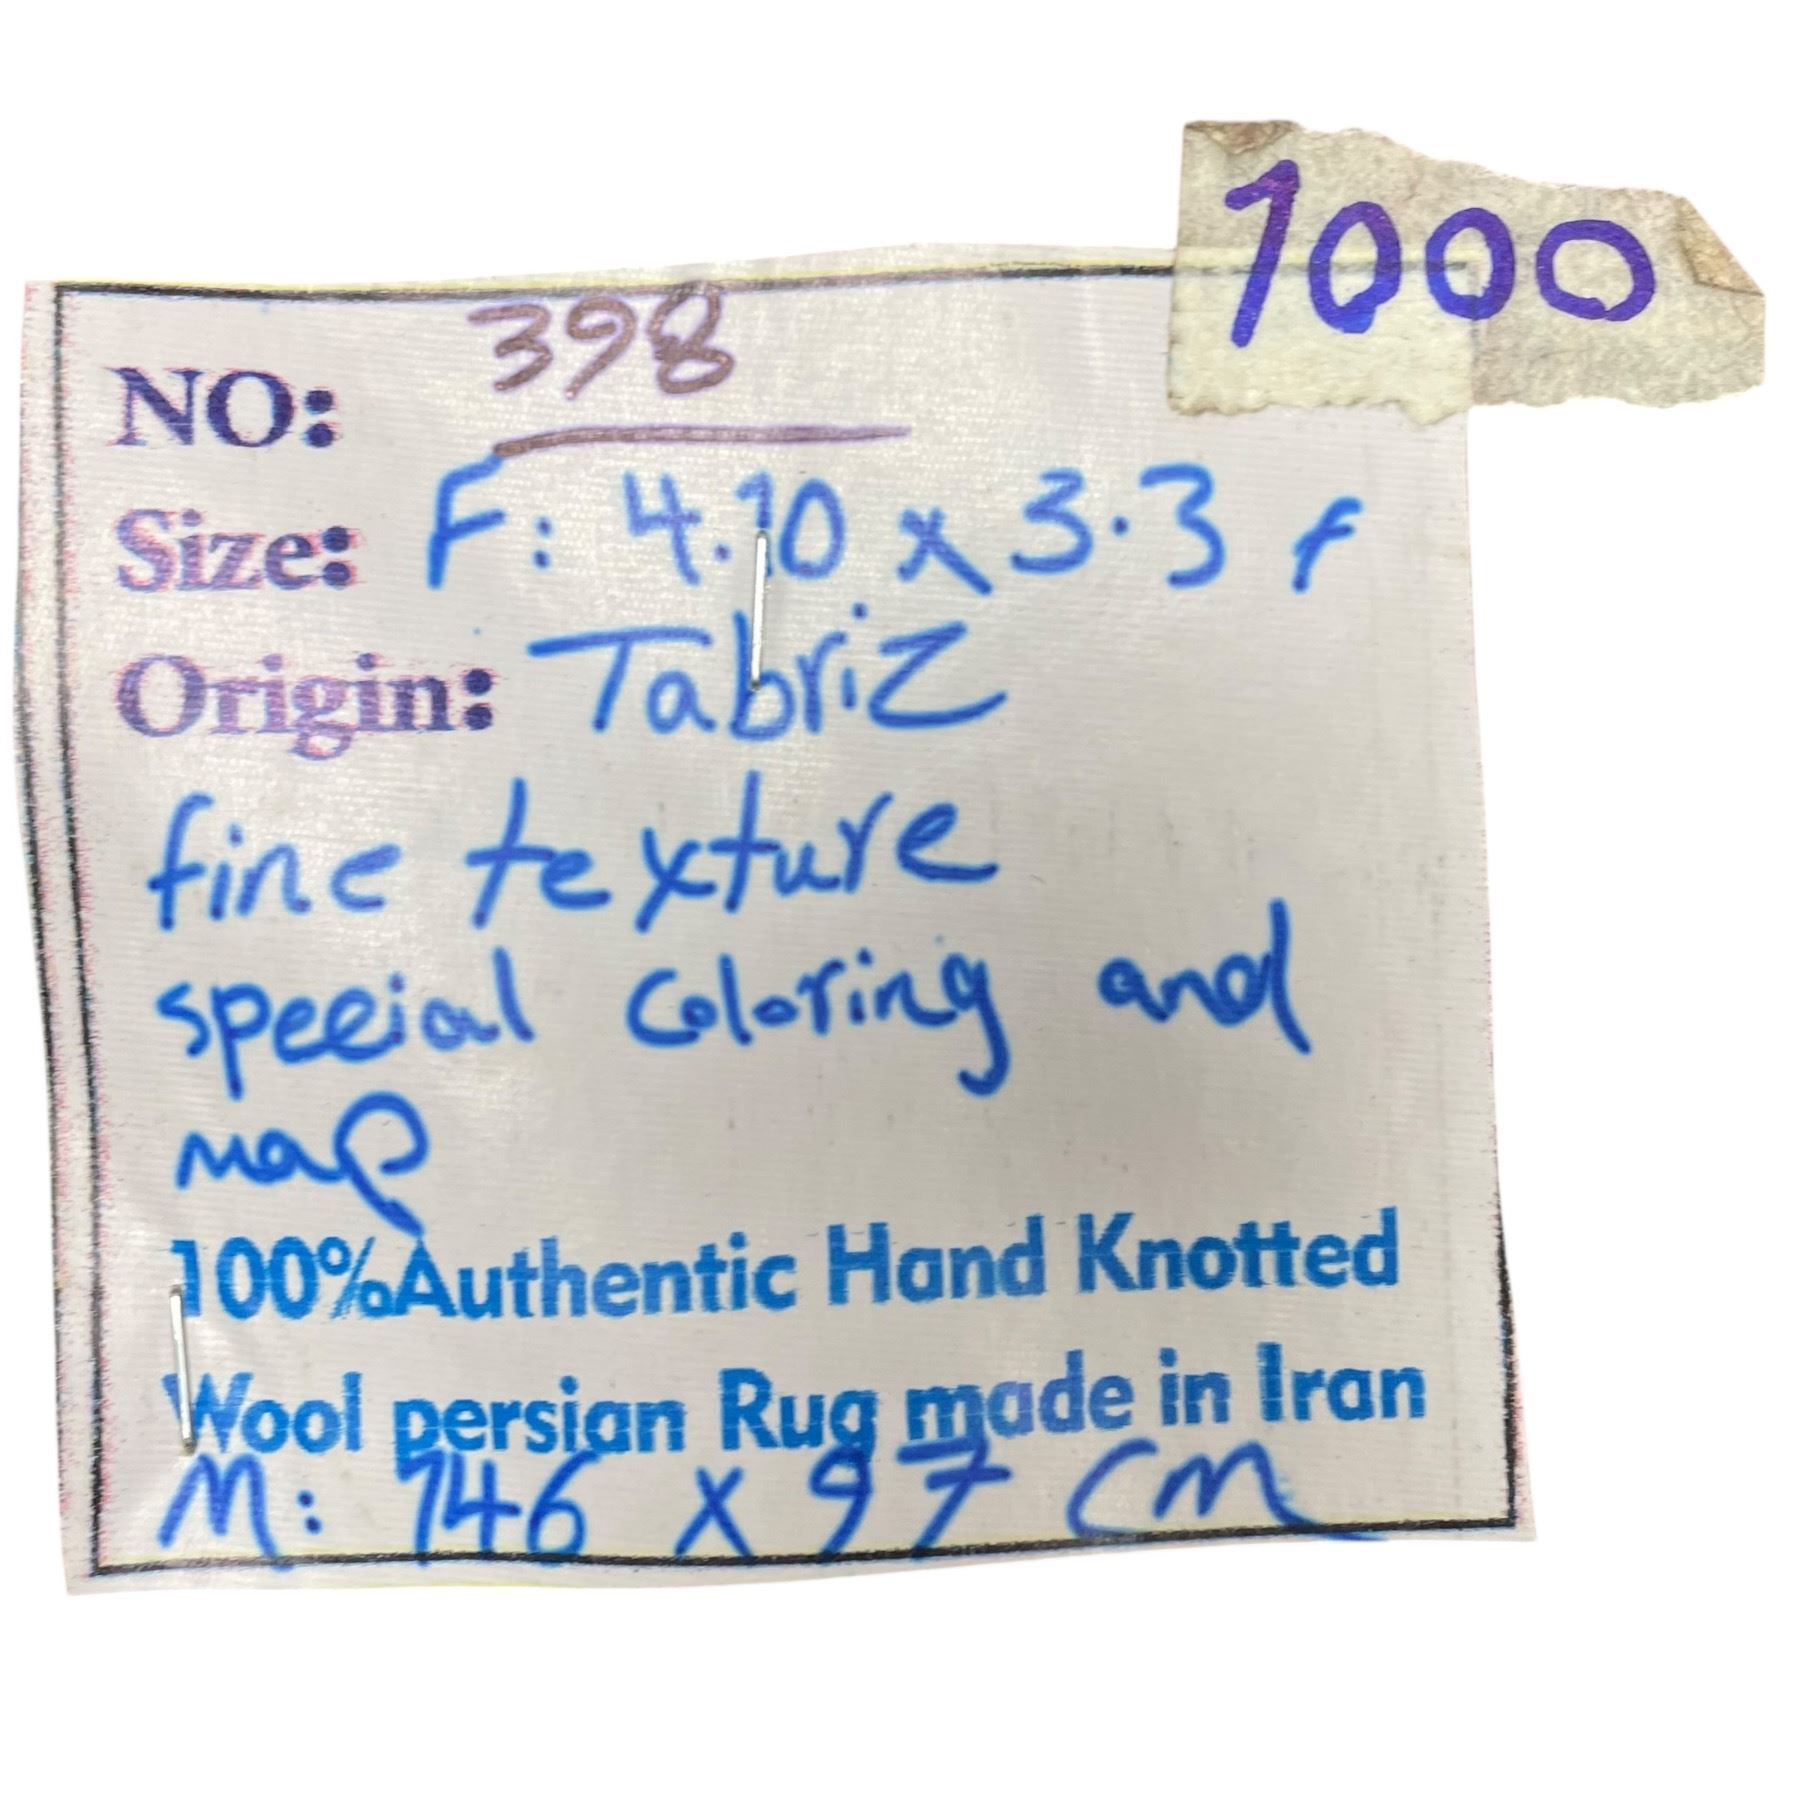 1000
NO: 398
Size: F: 4.10 x 3.3 f
Origin: Tabriz
fine texture
special coloring and
map
100%Authentic Hand Knotted
Wool persian Rug made in Iran
M: 146 x 97 cm